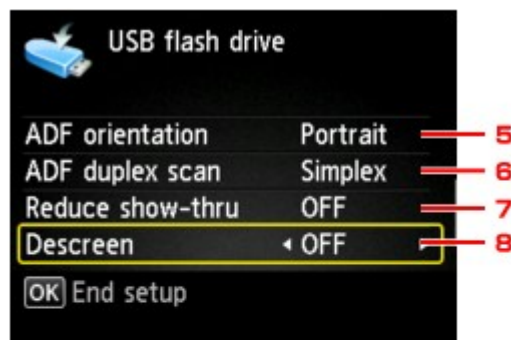 USB flash drive
ADF orientation Portrait 5
ADF duplex scan Simplex 6
Reduce show-thru OFF 7
Descreen OFF 8
OK End setup